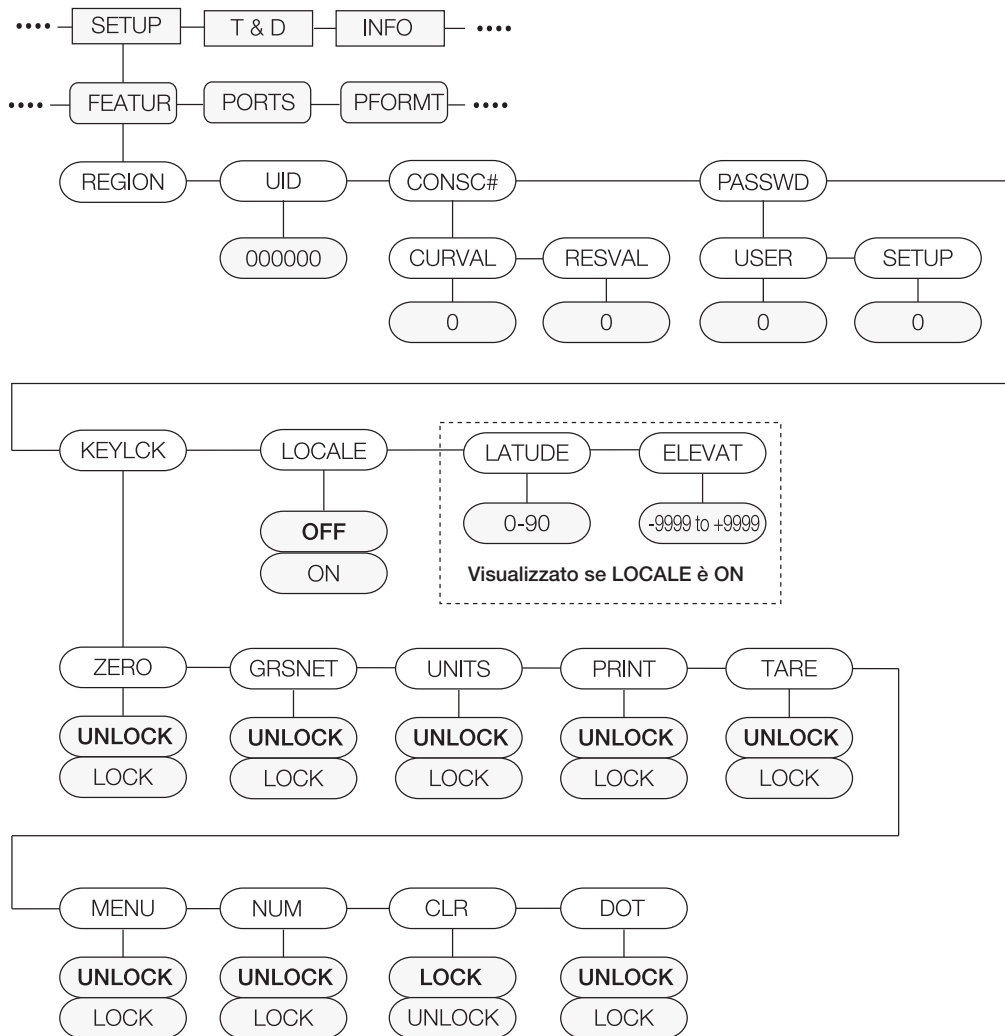 •••• SETUP T & D INFO ••••
•••• FEATUR PORTS PFORMT ••••
REGION UID CONSC# PASSWD
000000 CURVAL RESVAL USER SETUP
0 0 0 0
KEYLCK LOCALE LATUDE ELEVAT
OFF 0-90 -9999 to +9999
ON Visualizzato se LOCALE è ON
ZERO GRSNET UNITS PRINT TARE
UNLOCK UNLOCK UNLOCK UNLOCK UNLOCK
LOCK LOCK LOCK LOCK LOCK
MENU NUM CLR DOT
UNLOCK UNLOCK LOCK UNLOCK
LOCK LOCK UNLOCK LOCK